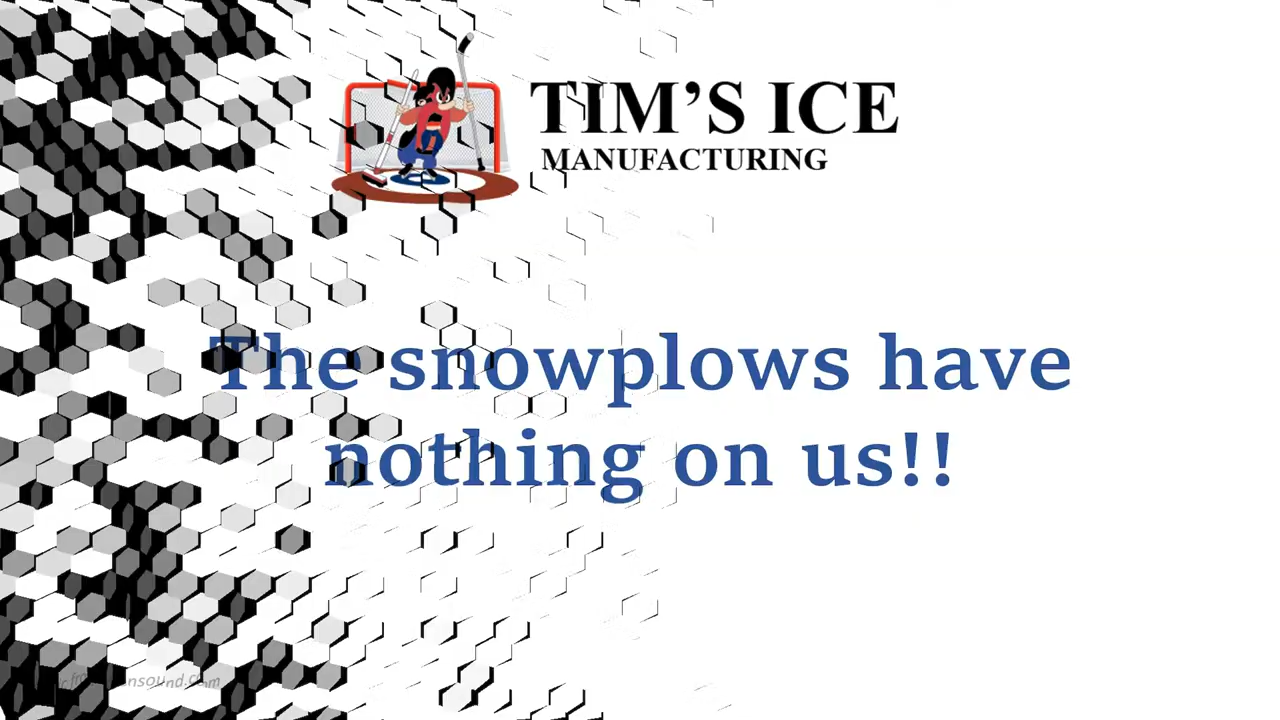 TIM’S ICE
MANUFACTURING
The snowplows have
nothing on us!!